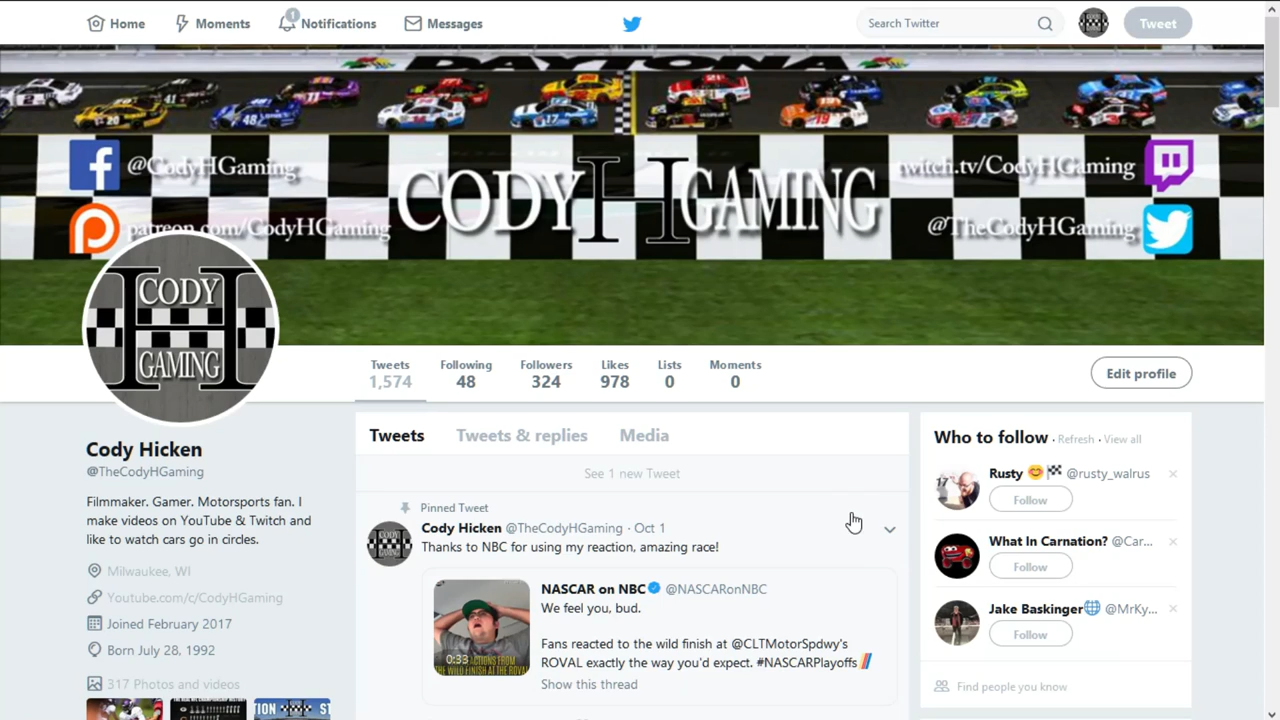 Home
Moments
1
Notifications
Messages
Search Twitter
Tweet
DAYTONA
20
41
48
11
17
19
@CodyHGaming
patreon.com/CodyHGaming
CODY H GAMING
twitch.tv/CodyHGaming
@TheCodyHGaming
CODY
GAMING
Tweets
1,574
Following
48
Followers
324
Likes
978
Lists
0
Moments
0
Edit profile
Cody Hicken
@TheCodyHGaming
Filmmaker. Gamer. Motorsports fan. I
make videos on YouTube & Twitch and
like to watch cars go in circles.
Milwaukee, WI
Youtube.com/c/CodyHGaming
Joined February 2017
Born July 28, 1992
317 Photos and videos
Tweets
Tweets & replies
Media
See 1 new Tweet
Pinned Tweet
Cody Hicken @TheCodyHGaming · Oct 1
Thanks to NBC for using my reaction, amazing race!
NASCAR on NBC @NASCARonNBC
We feel you, bud.
Fans reacted to the wild finish at @CLTMotorSpdwy's
ROVAL exactly the way you'd expect. #NASCARPlayoffs
Show this thread
0:33
Who to follow · Refresh · View all
Rusty @rusty_walrus
Follow
What In Carnation? @Car...
Follow
Jake Baskinger @MrKy...
Follow
Find people you know